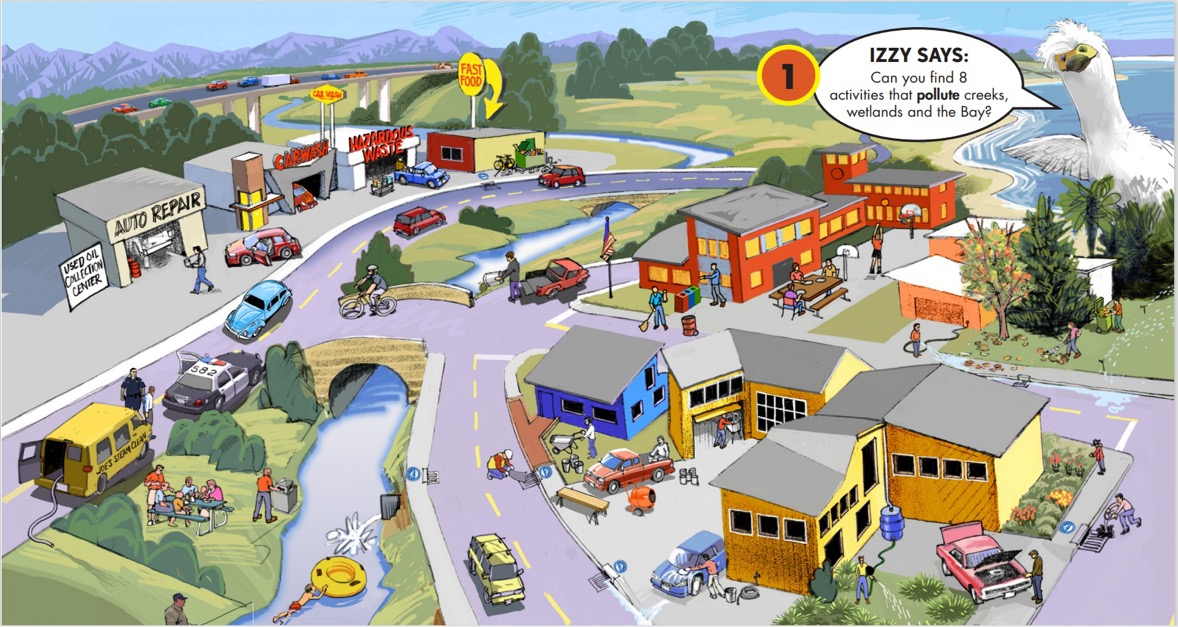 1
IZZY SAYS:
Can you find 8
activities that pollute creeks,
wetlands and the Bay?
FAST
FOOD
CAR WASH
CARWASH
HAZARDOUS
WASTE
AUTO REPAIR
USED OIL
COLLECTION
CENTER
582
JOE'S STEAM CLEAN